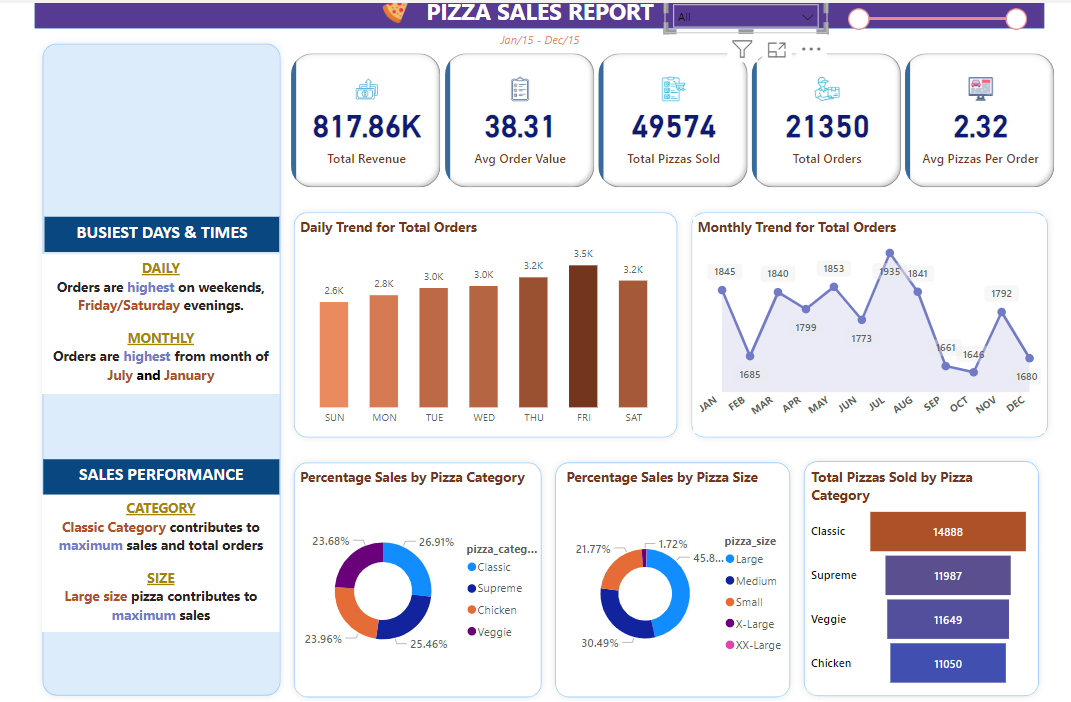 PIZZA SALES REPORT
All
Jan/15 - Dec/15
817.86K
Total Revenue
38.31
Avg Order Value
49574
Total Pizzas Sold
21350
Total Orders
2.32
Avg Pizzas Per Order
BUSIEST DAYS & TIMES
DAILY
Orders are highest on weekends,
Friday/Saturday evenings.
MONTHLY
Orders are highest from month of
July and January
SALES PERFORMANCE
CATEGORY
Classic Category contributes to
maximum sales and total orders
SIZE
Large size pizza contributes to
maximum sales
Daily Trend for Total Orders
2.6K
2.8K
3.0K
3.0K
3.2K
3.5K
3.2K
SUN MON TUE WED THU FRI SAT
Monthly Trend for Total Orders
1845
1685
1840
1799
1853
1773
1935
1841
1661
1646
1792
1680
JAN FEB MAR APR MAY JUN JUL AUG SEP OCT NOV DEC
Percentage Sales by Pizza Category
23.68%
26.91%
23.96%
25.46%
pizza_categ...
Classic
Supreme
Chicken
Veggie
Percentage Sales by Pizza Size
21.77%
1.72%
45.8...
30.49%
pizza_size
Large
Medium
Small
X-Large
XX-Large
Total Pizzas Sold by Pizza
Category
Classic 14888
Supreme 11987
Veggie 11649
Chicken 11050